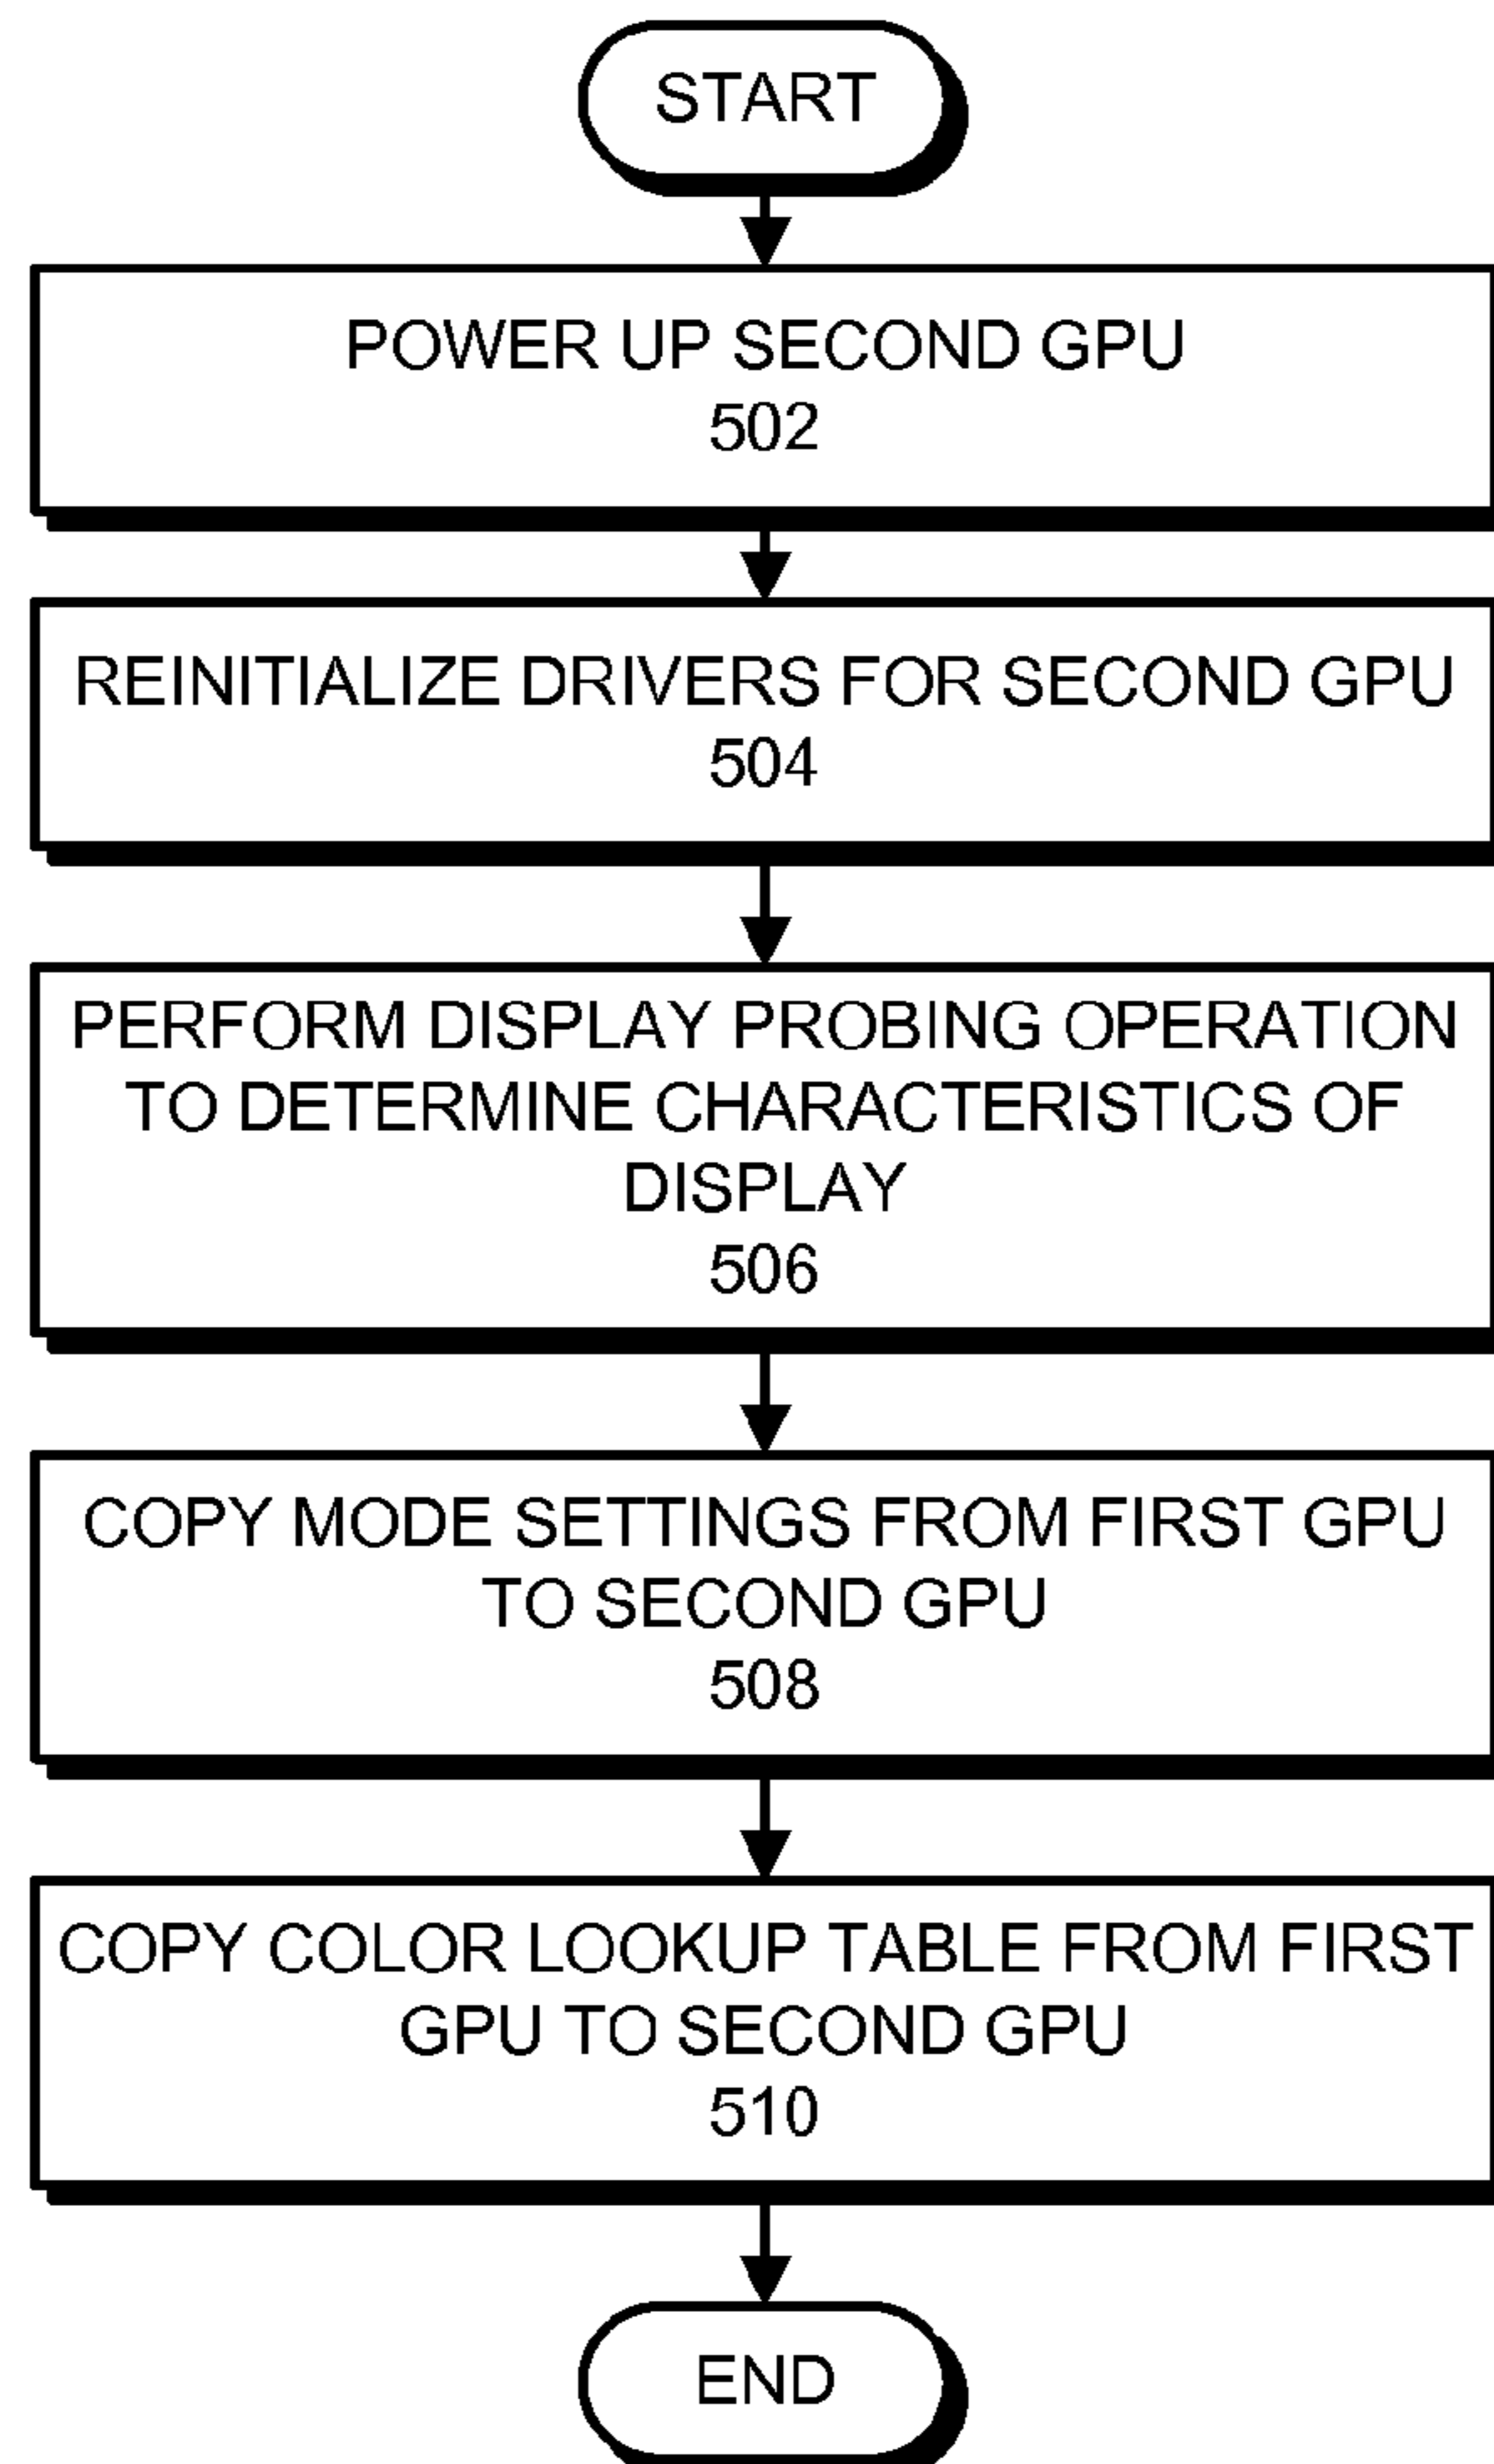 START
POWER UP SECOND GPU
502
REINITIALIZE DRIVERS FOR SECOND GPU
504
PERFORM DISPLAY PROBING OPERATION
TO DETERMINE CHARACTERISTICS OF
DISPLAY
506
COPY MODE SETTINGS FROM FIRST GPU
TO SECOND GPU
508
COPY COLOR LOOKUP TABLE FROM FIRST
GPU TO SECOND GPU
510
END